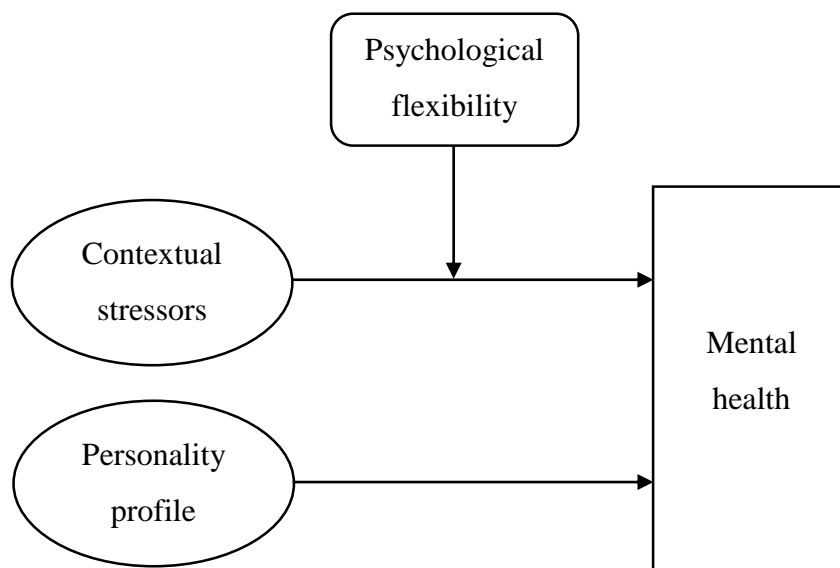 Psychological
flexibility
Contextual
stressors
Mental
health
Personality
profile